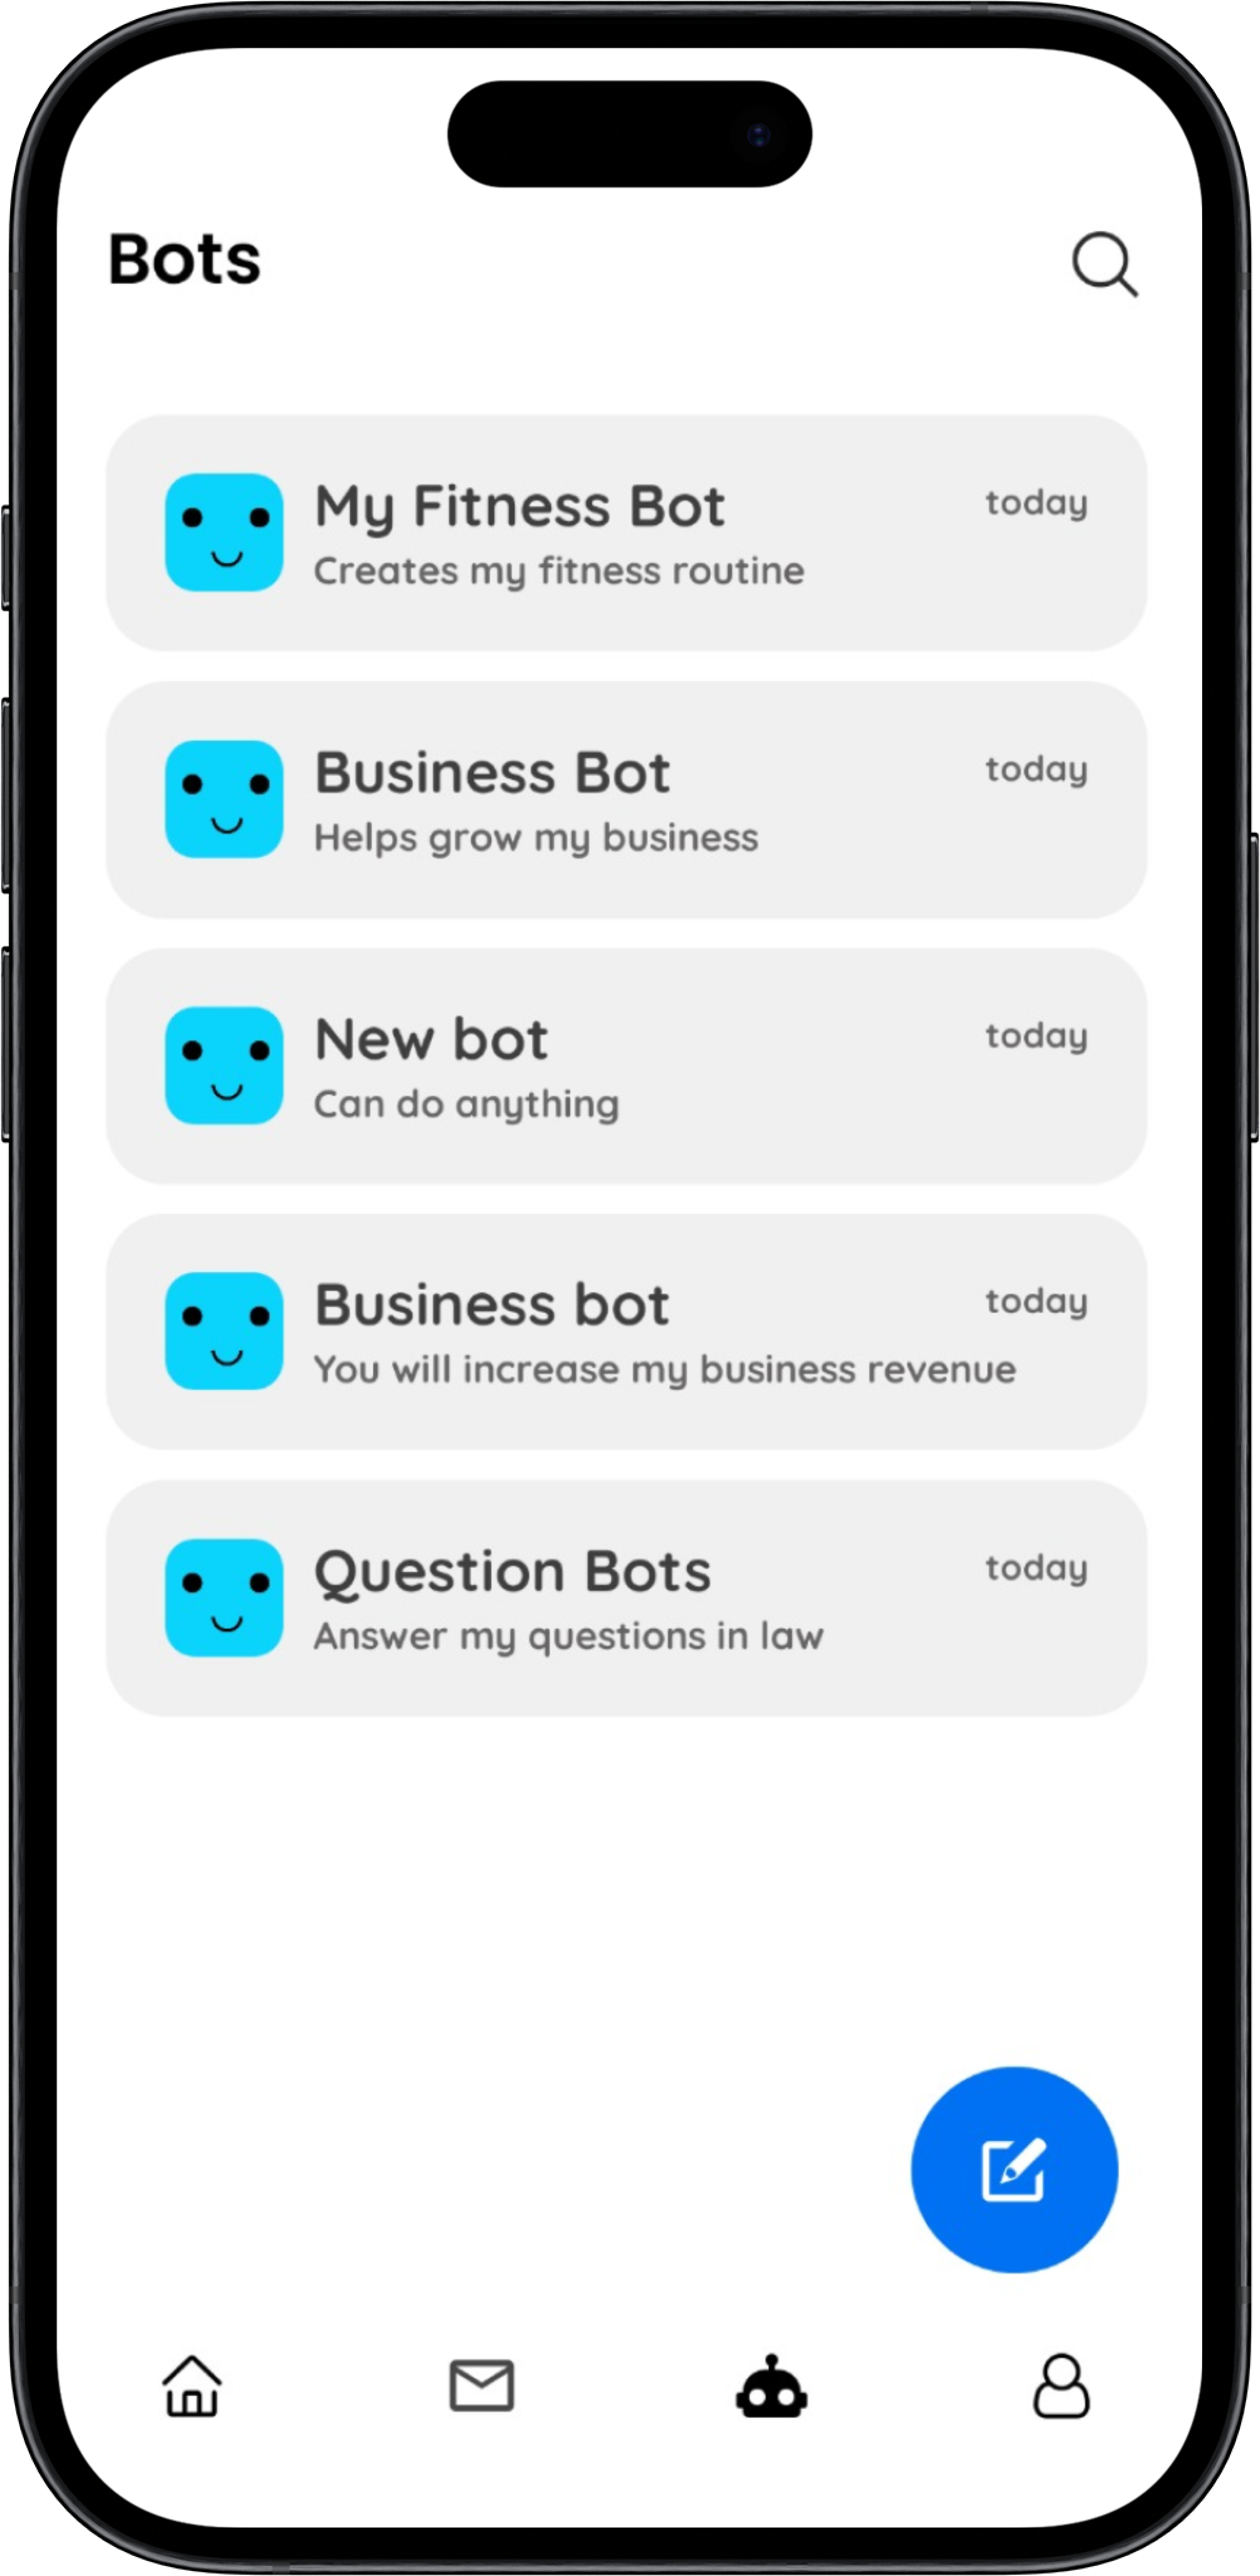 Bots
My Fitness Bot
today
Creates my fitness routine
Business Bot
today
Helps grow my business
New bot
today
Can do anything
Business bot
today
You will increase my business revenue
Question Bots
today
Answer my questions in law